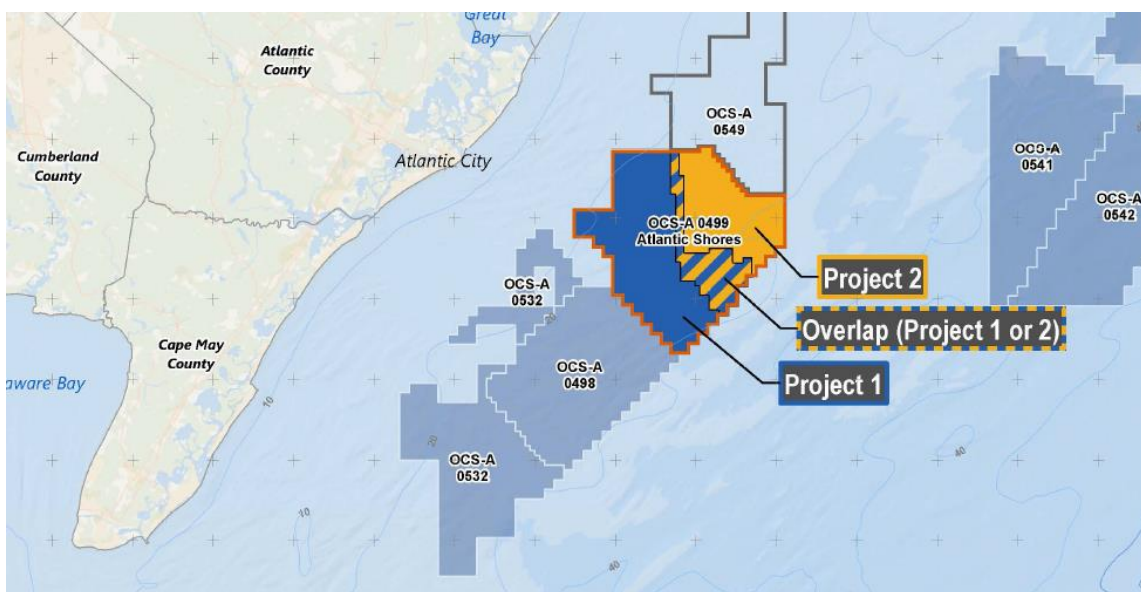 Great
Bay
Atlantic
County
OCS-A
0549
Cumberland
County
Atlantic City
OCS-A
0541
OCS-A
0542
OCS-A 0499
Atlantic Shores
Project 2
OCS-A
0532
20
Overlap (Project 1 or 2)
Cape May
County
OCS-A
0498
aware Bay
Project 1
10
20
40
OCS-A
0532
10
40